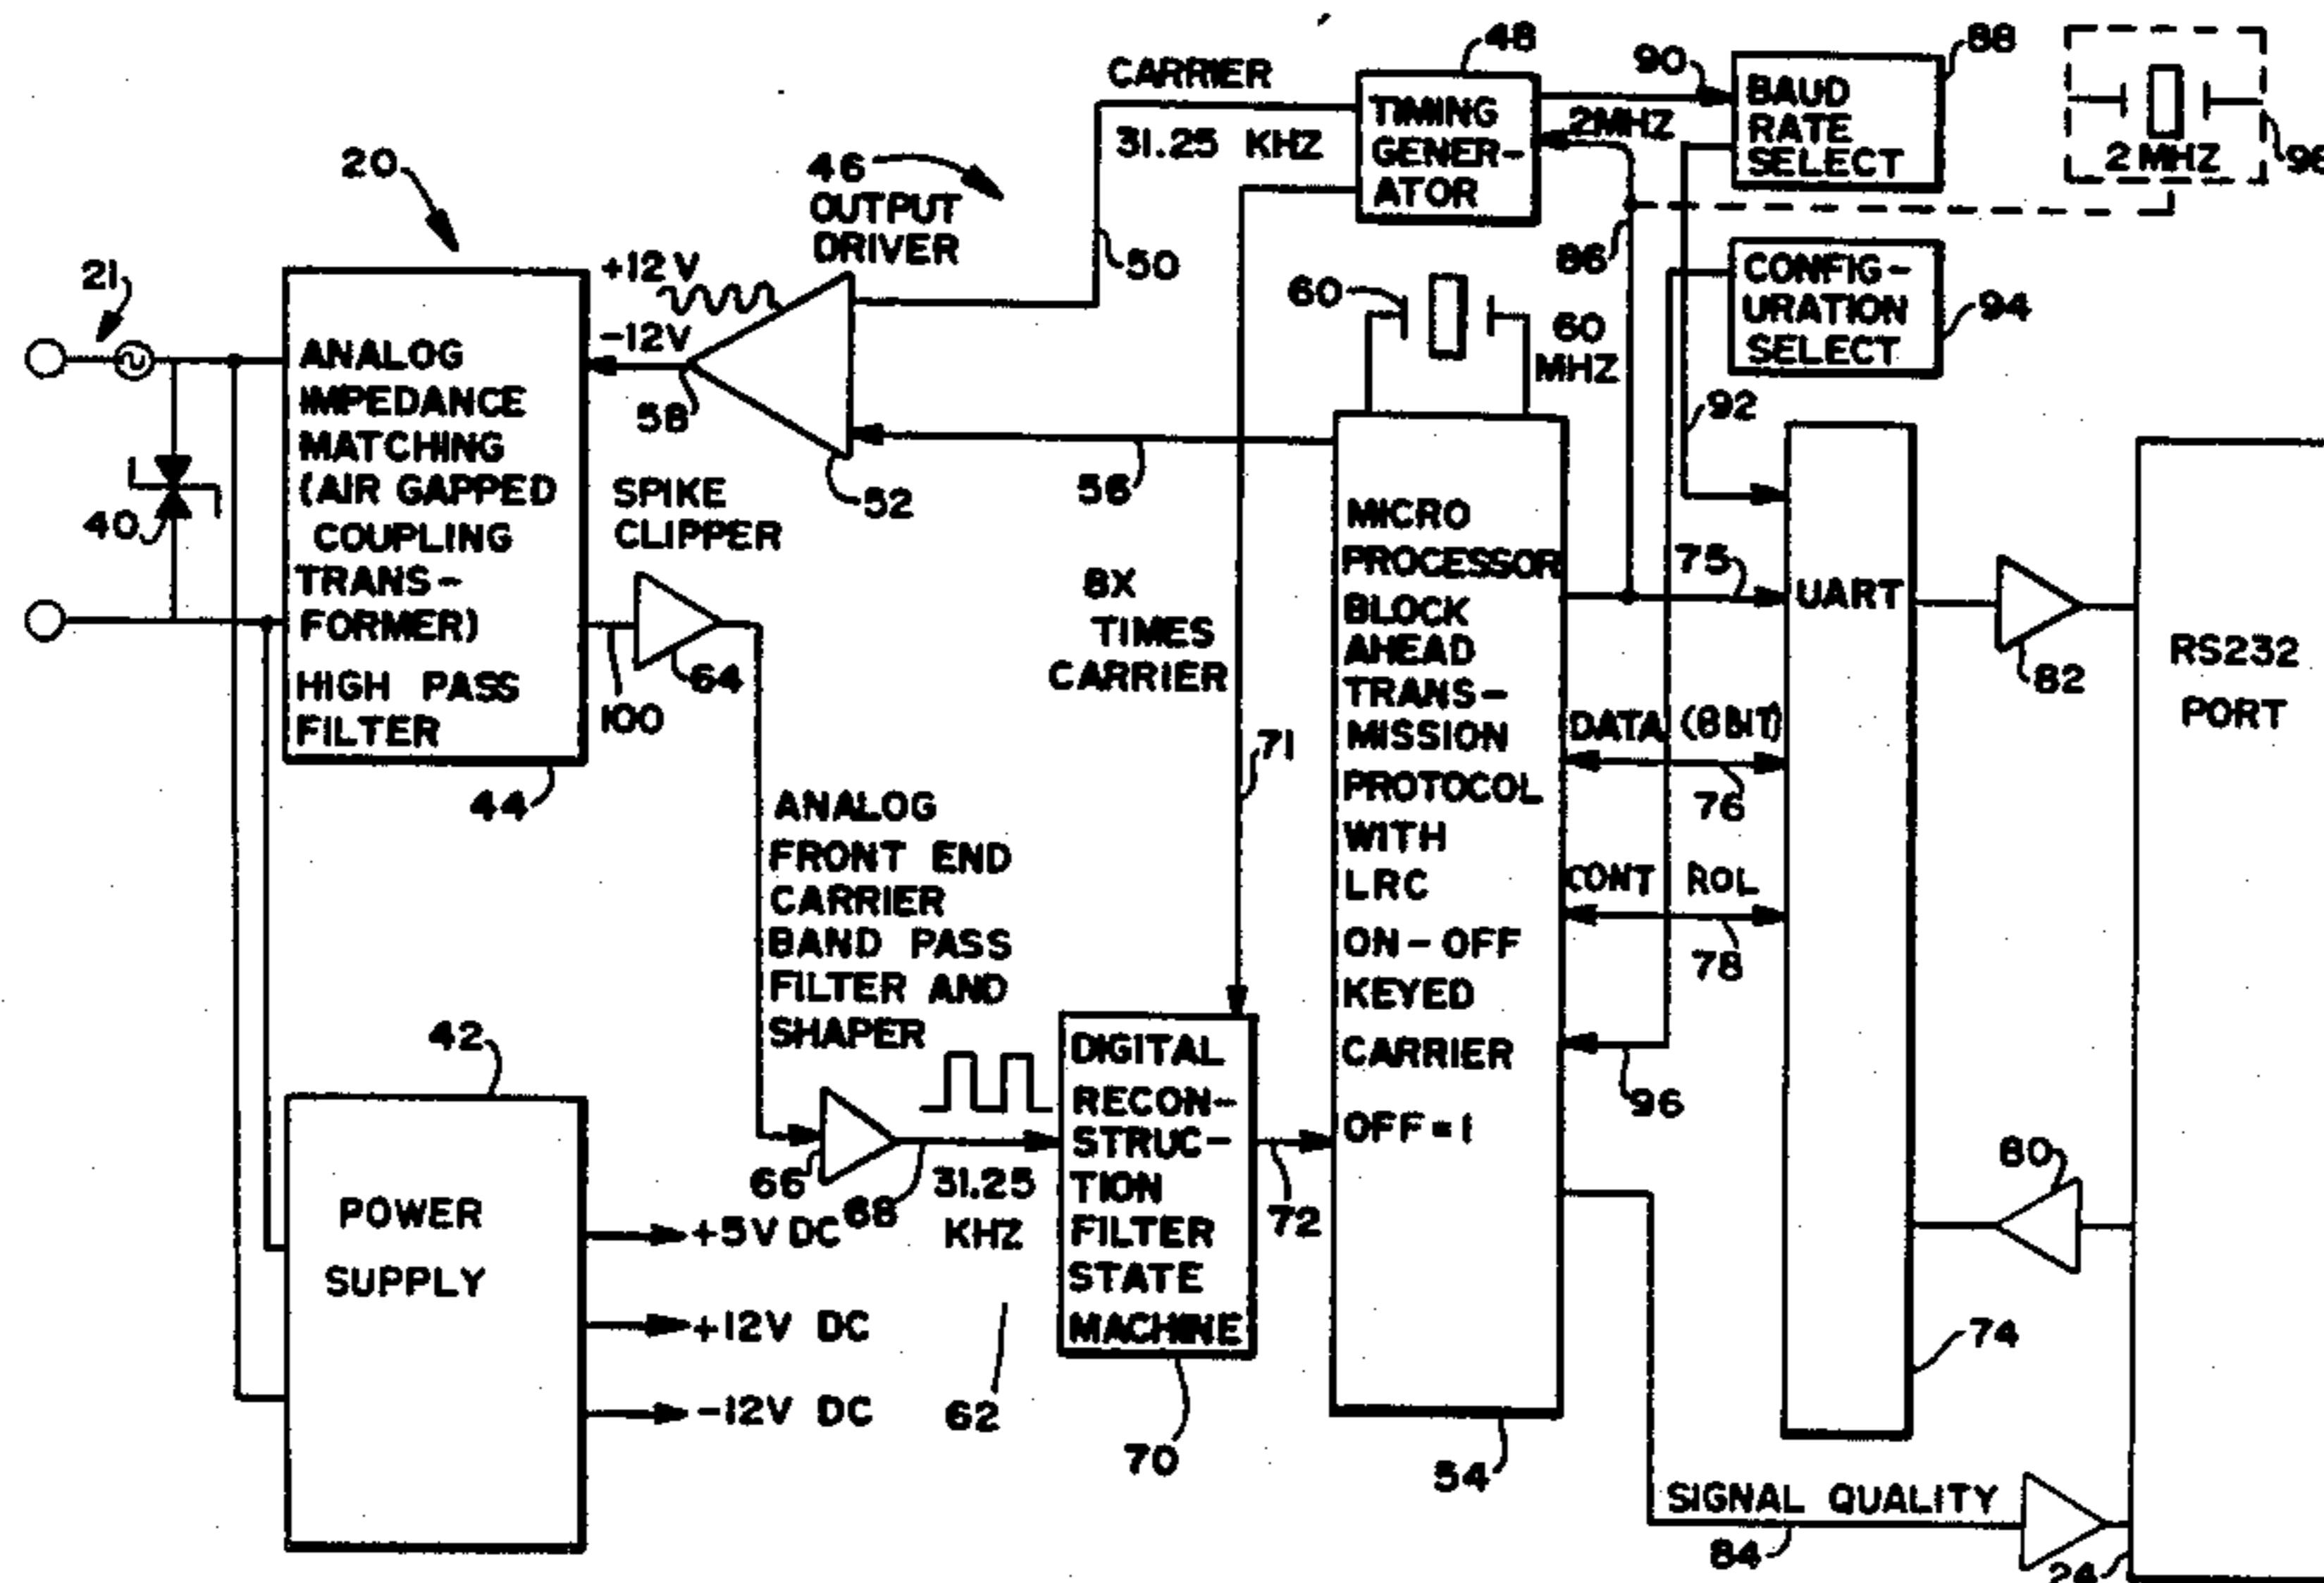 20
21
40
ANALOG
IMPEDANCE
MATCHING
(AIR GAPPED
COUPLING
TRANS-
FORMER)
HIGH PASS
FILTER
44
42
POWER
SUPPLY
+5V DC
+12V DC
-12V DC
46
OUTPUT
DRIVER
+12V
-12V
58
52
SPIKE
CLIPPER
64
100
ANALOG
FRONT END
CARRIER
BAND PASS
FILTER AND
SHAPER
66
68
31.25
KHZ
62
CARRIER
31.25 KHZ
50
48
TIMING
GENER-
ATOR
56
8X
TIMES
CARRIER
71
DIGITAL
RECON-
STRUC-
TION
FILTER
STATE
MACHINE
70
72
60
60
MHZ
MICRO
PROCESSOR
BLOCK
AHEAD
TRANS-
MISSION
PROTOCOL
WITH
LRC
ON-OFF
KEYED
CARRIER
OFF=1
54
90
2MHZ
86
88
BAUD
RATE
SELECT
2 MHZ
98
CONFIG-
URATION
SELECT
94
92
75
UART
DATA (8BIT)
76
CONT ROL
78
96
74
82
80
RS232
PORT
SIGNAL QUALITY
84
24